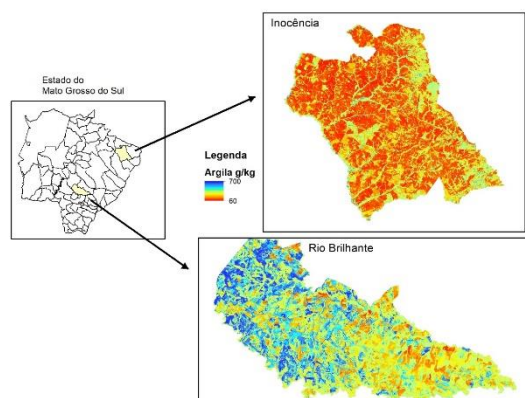 Inocência
Estado do
Mato Grosso do Sul
Legenda
Argila g/kg
700
60
Rio Brilhante